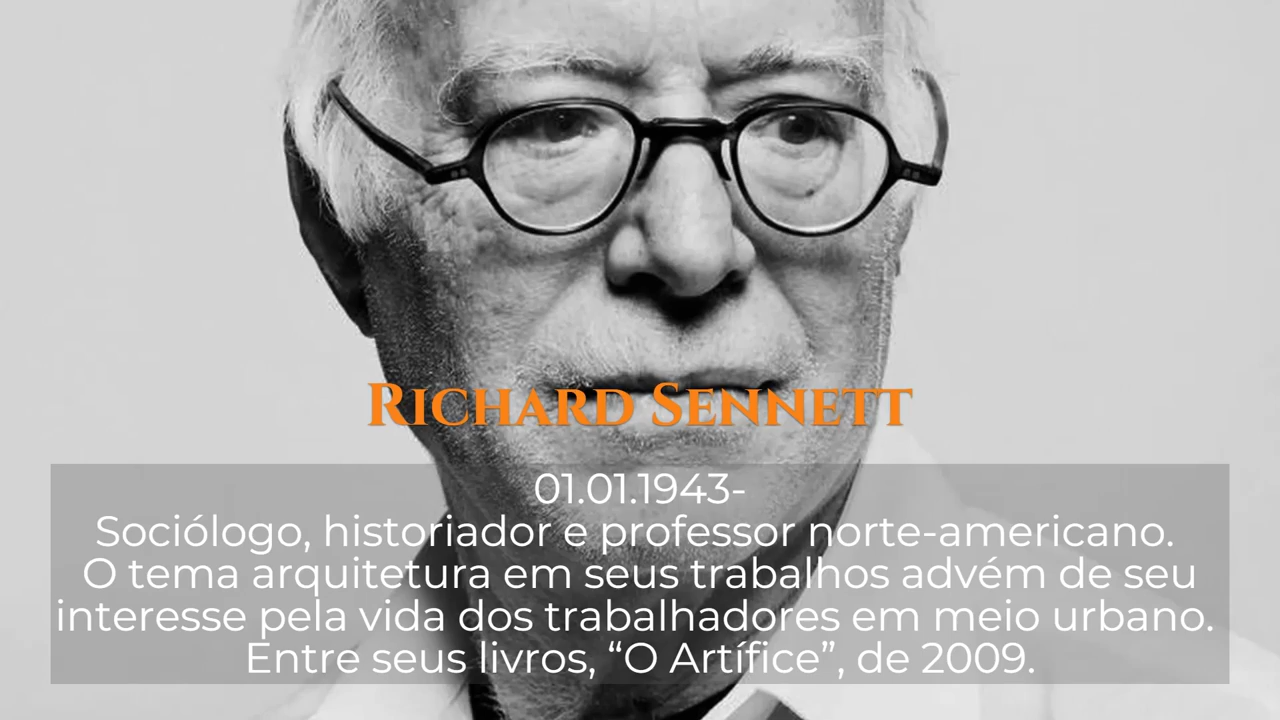 Richard Sennett
01.01.1943-
Sociólogo, historiador e professor norte-americano.
O tema arquitetura em seus trabalhos advém de seu
interesse pela vida dos trabalhadores em meio urbano.
Entre seus livros, “O Artífice”, de 2009.